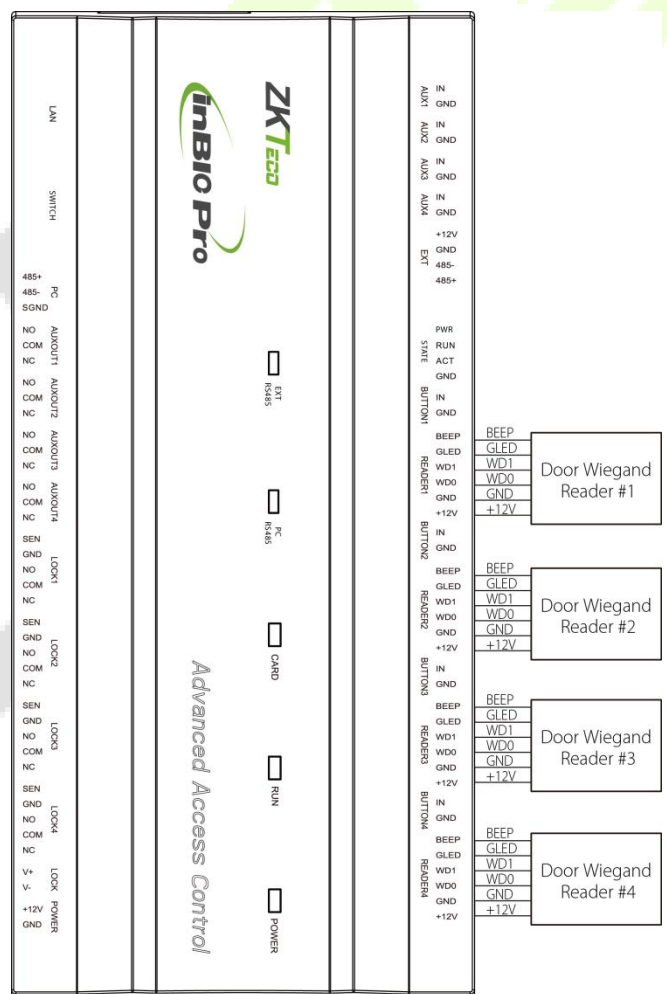 LAN
SWITCH
PC
485+
485-
SGND
AUXOUT1
NO
COM
NC
AUXOUT2
NO
COM
NC
AUXOUT3
NO
COM
NC
AUXOUT4
NO
COM
NC
LOCK1
SEN
GND
NO
COM
NC
LOCK2
SEN
GND
NO
COM
NC
LOCK3
SEN
GND
NO
COM
NC
LOCK4
SEN
GND
NO
COM
NC
LOCK
V+
V-
POWER
+12V
GND
ZKTECO
inBIO Pro
EXT
RS485
PC
RS485
CARD
RUN
POWER
Advanced Access Control
AUX1
IN
GND
AUX2
IN
GND
AUX3
IN
GND
AUX4
IN
GND
EXT
+12V
GND
485-
485+
STATE
PWR
RUN
ACT
GND
BUTTON1
IN
GND
READER1
BEEP
GLED
WD1
WD0
GND
+12V
BUTTON2
IN
GND
READER2
BEEP
GLED
WD1
WD0
GND
+12V
BUTTON3
IN
GND
READER3
BEEP
GLED
WD1
WD0
GND
+12V
BUTTON4
IN
GND
READER4
BEEP
GLED
WD1
WD0
GND
+12V
BEEP
GLED
WD1
WD0
GND
+12V
Door Wiegand
Reader #1
BEEP
GLED
WD1
WD0
GND
+12V
Door Wiegand
Reader #2
BEEP
GLED
WD1
WD0
GND
+12V
Door Wiegand
Reader #3
BEEP
GLED
WD1
WD0
GND
+12V
Door Wiegand
Reader #4